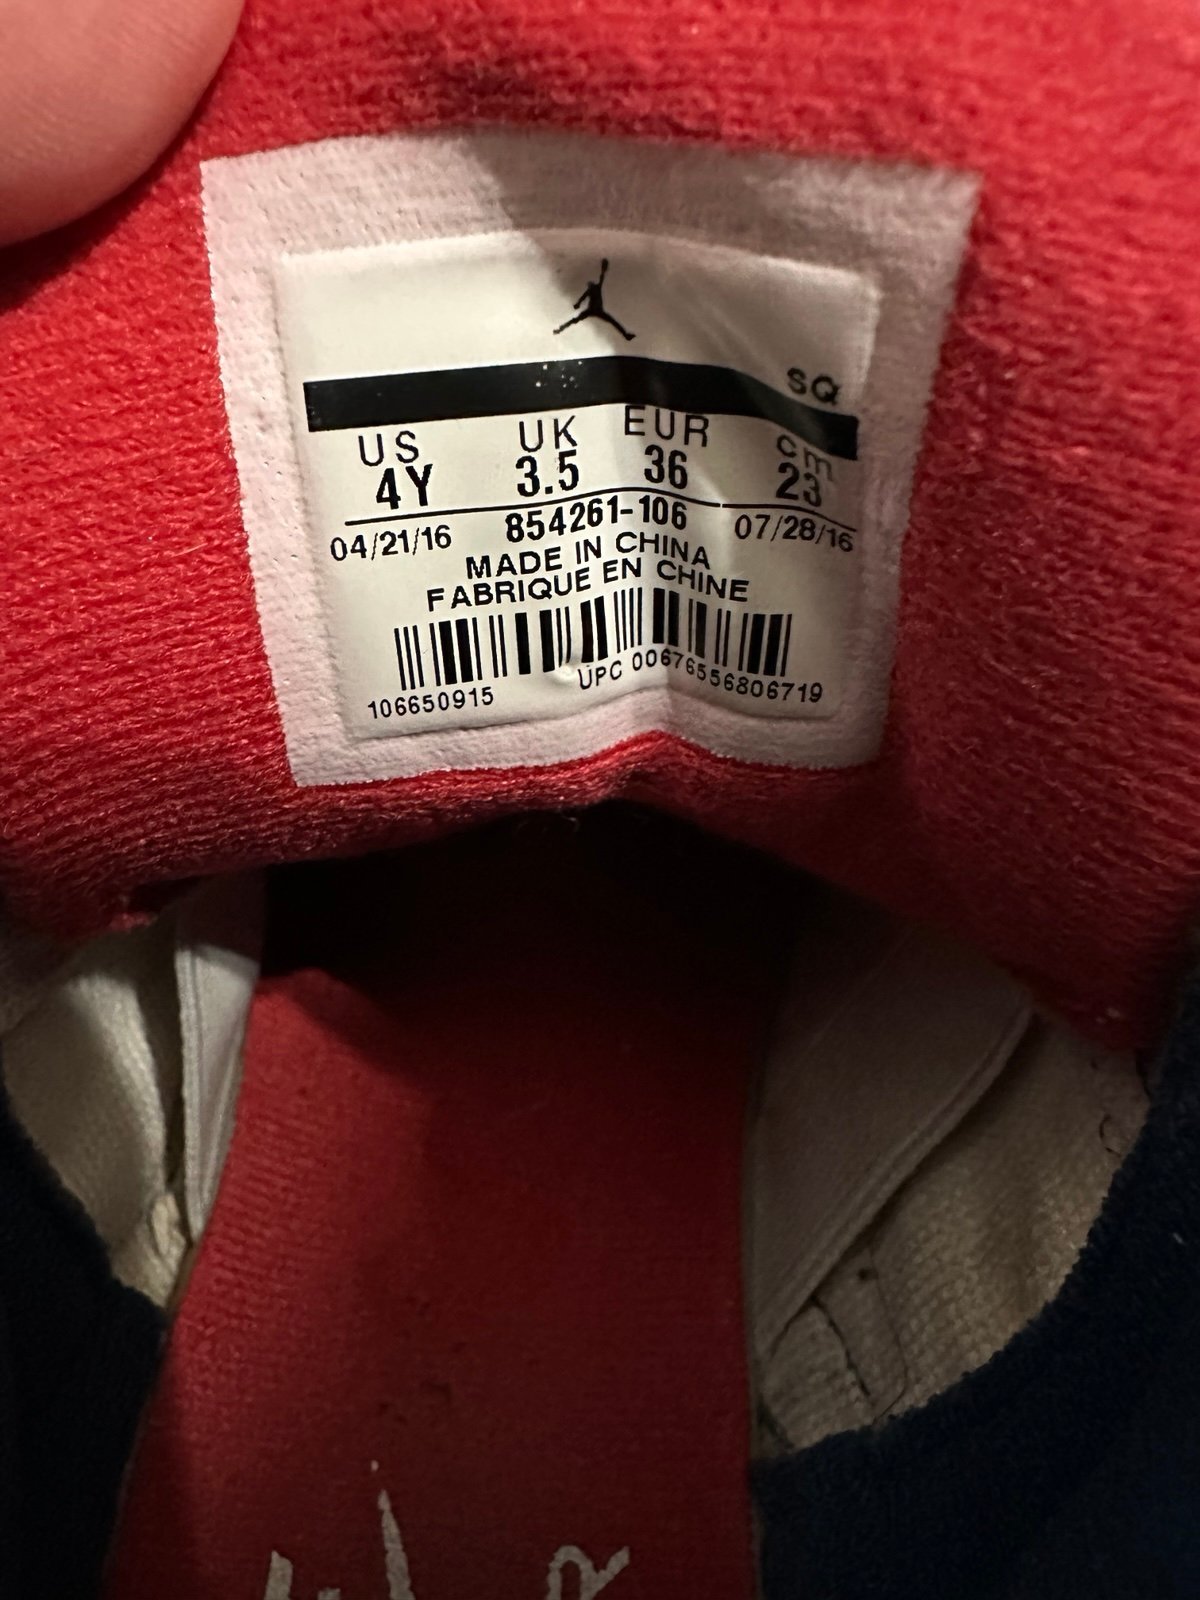 SQ
US UK EUR cm
4Y 3.5 36 23
04/21/16 854261-106 07/28/16
MADE IN CHINA
FABRIQUE EN CHINE
106650915 UPC 00676556806719